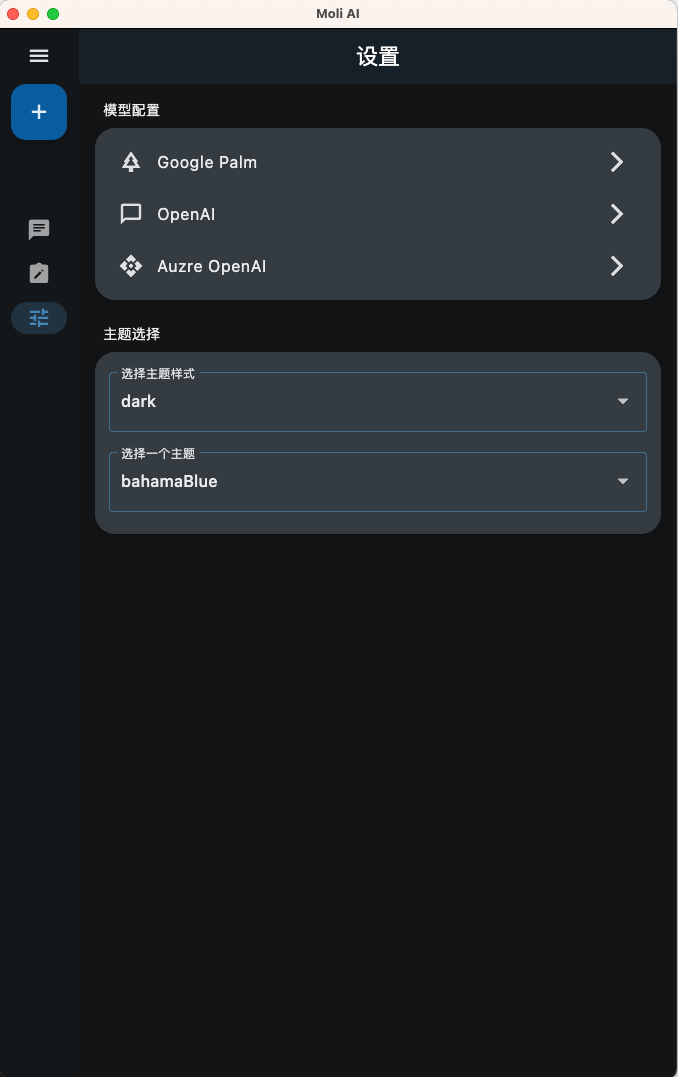 Moli AI
设置
模型配置
Google Palm
OpenAI
Auzre OpenAI
主题选择
选择主题样式
dark
选择一个主题
bahamaBlue